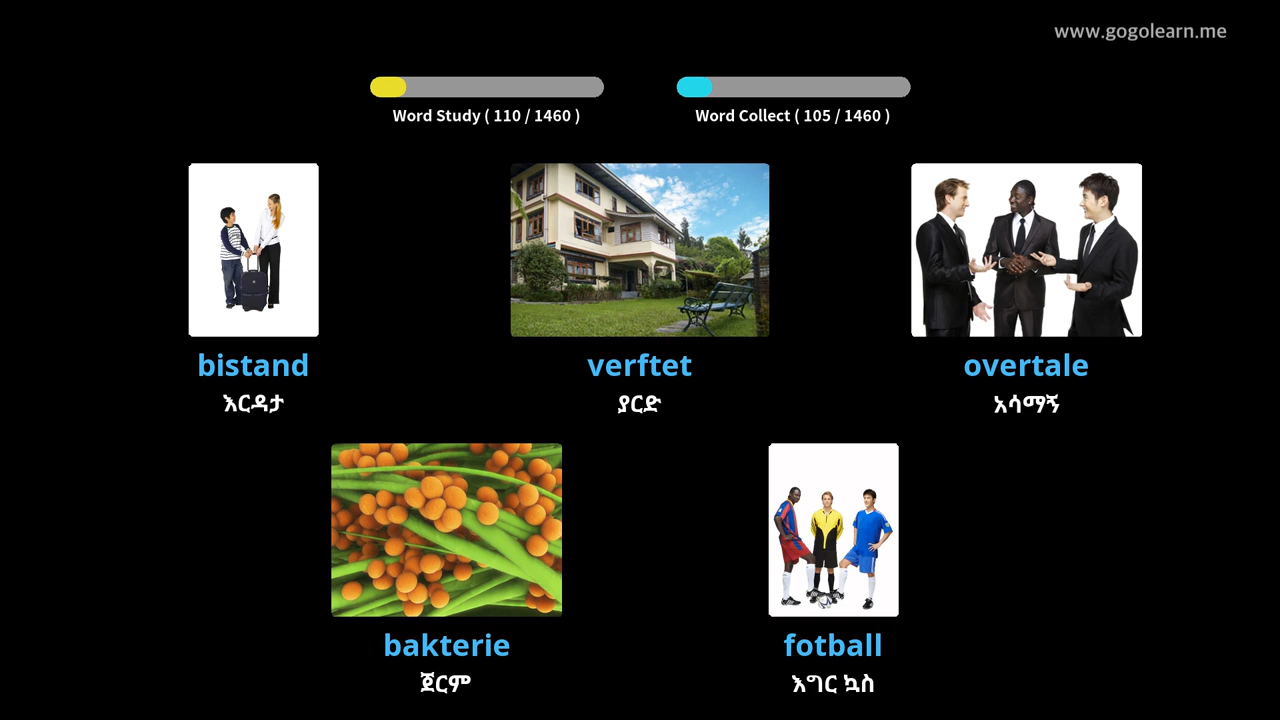 www.gogolearn.me
Word Study ( 110 / 1460 )
Word Collect ( 105 / 1460 )
bistand
እርዳታ
verftet
ያርድ
overtale
አሳማኝ
bakterie
ጀርም
fotball
እግር ኳስ